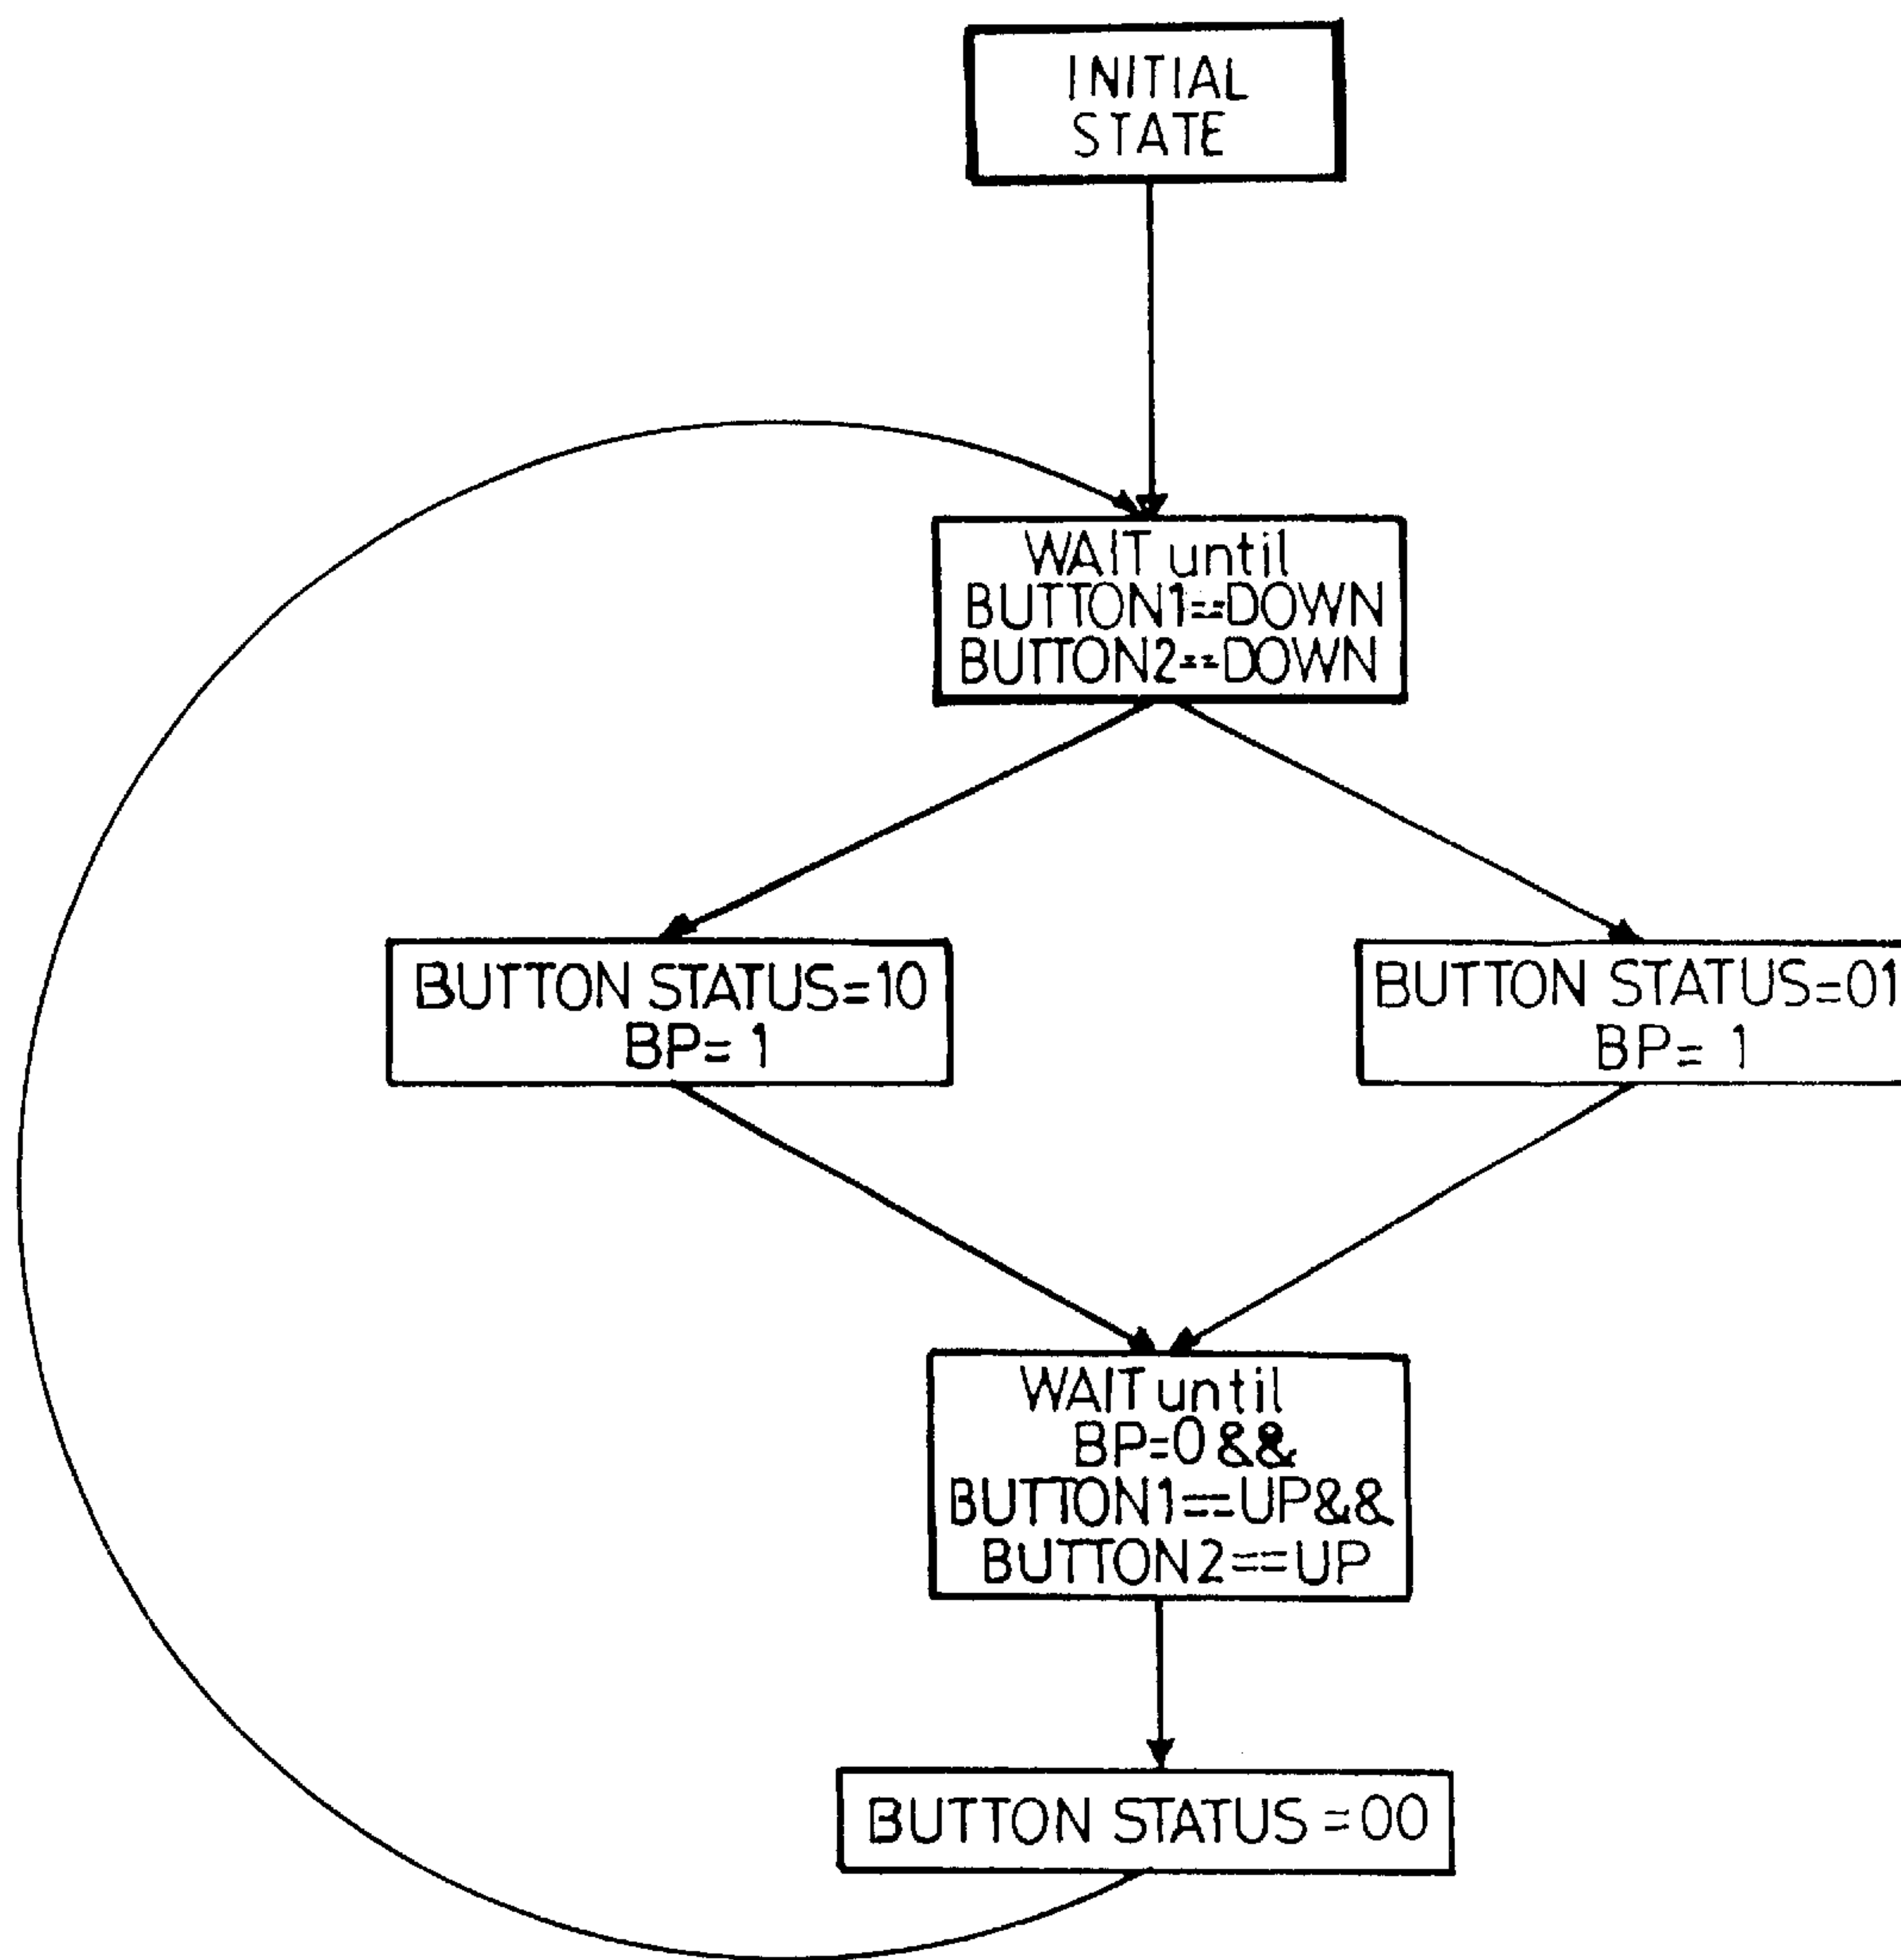 INITIAL
STATE
WAIT until
BUTTON1==DOWN
BUTTON2==DOWN
BUTTON STATUS=10
BP=1
BUTTON STATUS=01
BP=1
WAIT until
BP=0&&
BUTTON1==UP&&
BUTTON2==UP
BUTTON STATUS=00